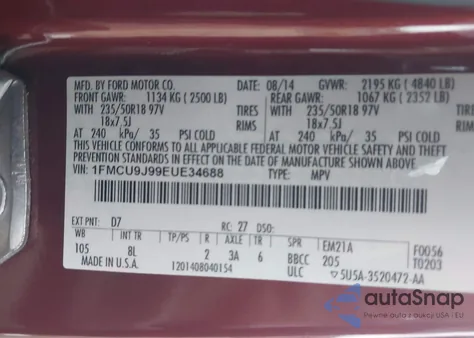 MFD. BY FORD MOTOR CO.
DATE: 08/14 GVWR: 2195 KG ( 4840 LB)
FRONT GAWR: 1134 KG ( 2500 LB) REAR GAWR: 1067 KG ( 2352 LB)
235/50R18 97V TIRES 235/50R18 97V
18x7.5J RIMS 18x7.5J
AT 240 kPa/ 35 PSI COLD AT 240 kPa/ 35 PSI COLD
THIS VEHICLE CONFORMS TO ALL APPLICABLE FEDERAL MOTOR VEHICLE SAFETY AND THEFT PREVENTION STANDARDS IN EFFECT ON THE DATE OF MANUFACTURE SHOWN ABOVE.
VIN: 1FMCU9J99EUE34688 TYPE: MPV
EXT PNT: D7 RC: 27 DSO:
WB INT TR TP/PS R AXLE TR SPR EM21A F0056
105 8L 2 3A 6 BBCC 205 T0203
MADE IN U.S.A. 1201408040154 ULC 5U5A-3520472-AA
autoSnap
Autoaukcje z USA | EU